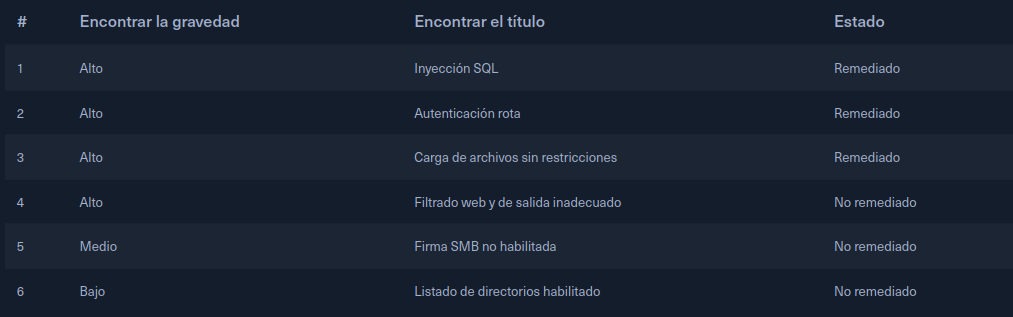 # Encontrar la gravedad Encontrar el título Estado
1 Alto Inyección SQL Remediado
2 Alto Autenticación rota Remediado
3 Alto Carga de archivos sin restricciones Remediado
4 Alto Filtrado web y de salida inadecuado No remediado
5 Medio Firma SMB no habilitada No remediado
6 Bajo Listado de directorios habilitado No remediado